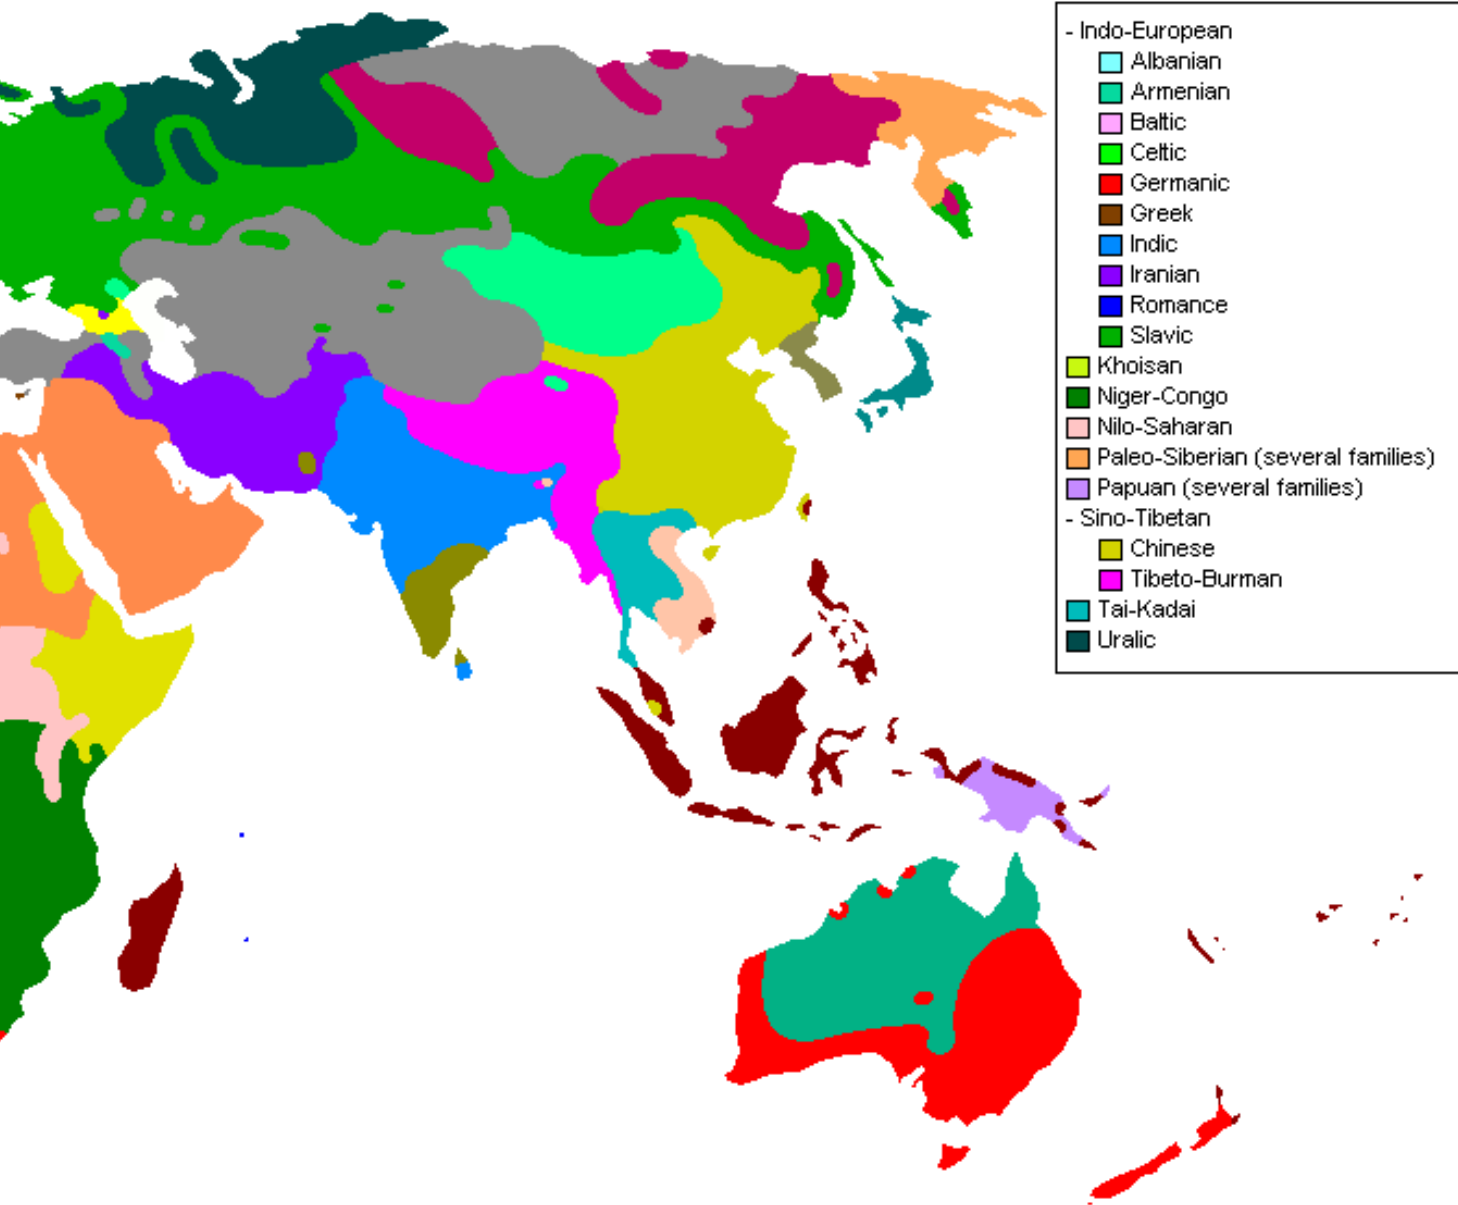 - Indo-European
Albanian
Armenian
Baltic
Celtic
Germanic
Greek
Indic
Iranian
Romance
Slavic
Khoisan
Niger-Congo
Nilo-Saharan
Paleo-Siberian (several families)
Papuan (several families)
- Sino-Tibetan
Chinese
Tibeto-Burman
Tai-Kadai
Uralic